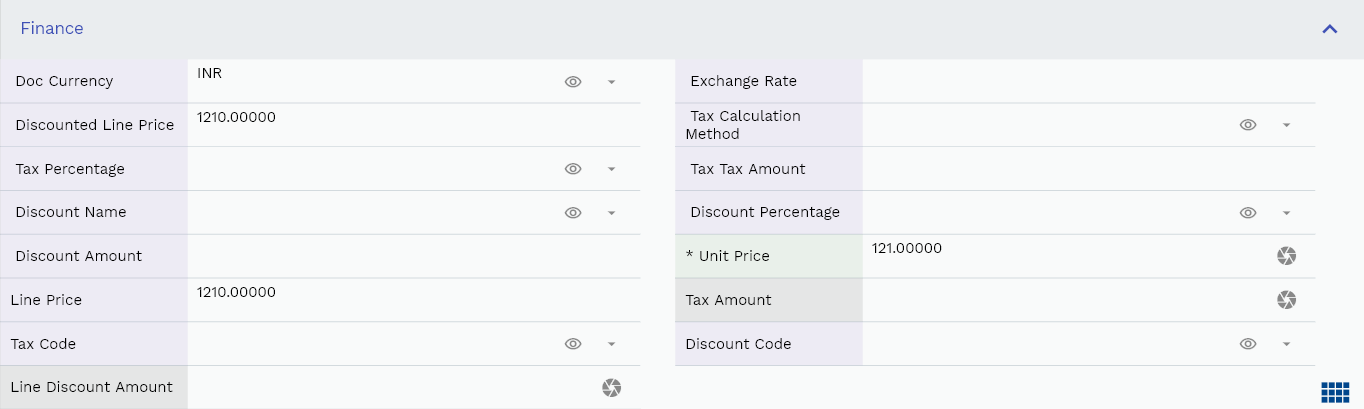 Finance
Doc Currency INR
Exchange Rate
Discounted Line Price 1210.00000
Tax Calculation
Method
Tax Percentage
Tax Tax Amount
Discount Name
Discount Percentage
Discount Amount
* Unit Price 121.00000
Line Price 1210.00000
Tax Amount
Tax Code
Discount Code
Line Discount Amount